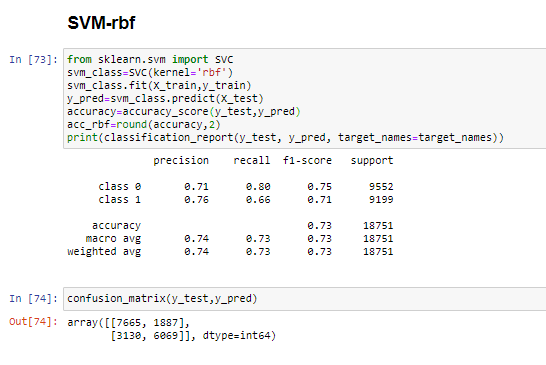 SVM-rbf
In [73]: from sklearn.svm import SVC
svm_class=SVC(kernel='rbf')
svm_class.fit(X_train,y_train)
y_pred=svm_class.predict(X_test)
accuracy=accuracy_score(y_test,y_pred)
acc_rbf=round(accuracy,2)
print(classification_report(y_test, y_pred, target_names=target_names))
precision recall f1-score support
class 0 0.71 0.80 0.75 9552
class 1 0.76 0.66 0.71 9199
accuracy 0.73 18751
macro avg 0.74 0.73 0.73 18751
weighted avg 0.74 0.73 0.73 18751
In [74]: confusion_matrix(y_test,y_pred)
Out[74]: array([[7665, 1887],
[3130, 6069]], dtype=int64)